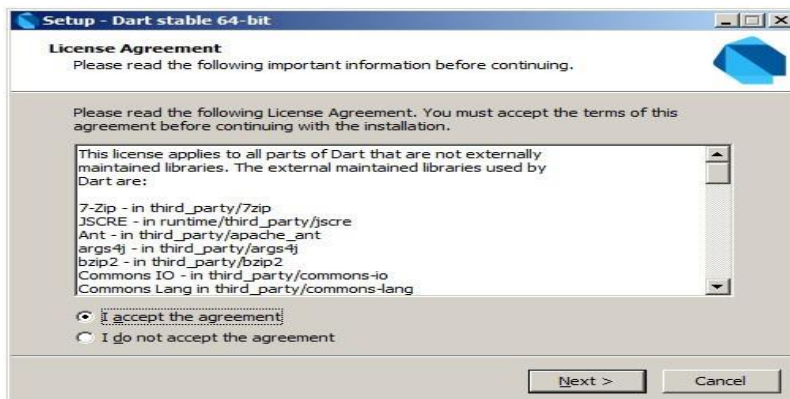 Setup - Dart stable 64-bit
License Agreement
Please read the following important information before continuing.
Please read the following License Agreement. You must accept the terms of this
agreement before continuing with the installation.
This license applies to all parts of Dart that are not externally
maintained libraries. The external maintained libraries used by
Dart are:
7-Zip - in third_party/7zip
JSCRE - in runtime/third_party/jscre
Ant - in third_party/apache_ant
args4j - in third_party/args4j
bzip2 - in third_party/bzip2
Commons IO - in third_party/commons-io
Commons Lang in third_party/commons-lang
I accept the agreement
I do not accept the agreement
Next >
Cancel